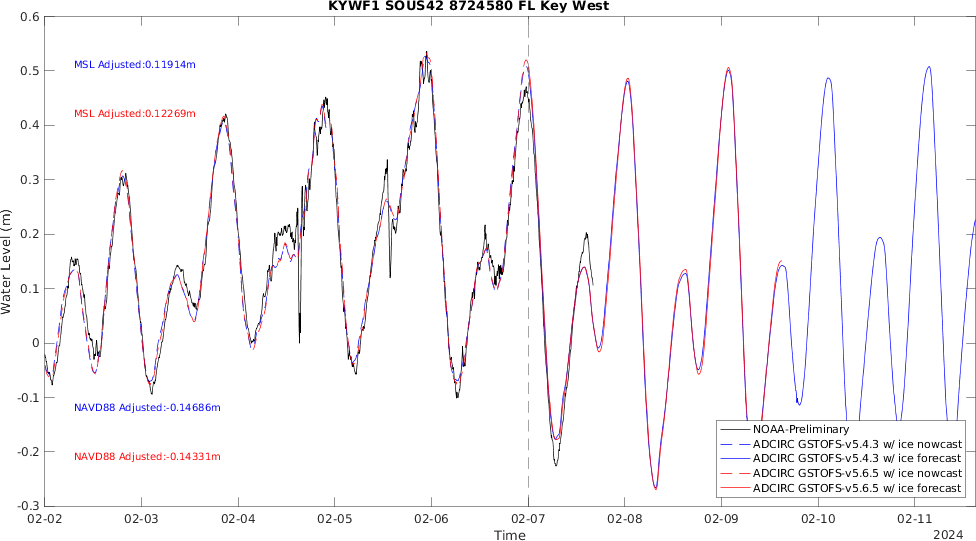 KYWF1 SOUS42 8724580 FL Key West
0.6
0.5
0.4
0.3
0.2
0.1
0
-0.1
-0.2
-0.3
Water Level (m)
MSL Adjusted:0.11914m
MSL Adjusted:0.12269m
NAVD88 Adjusted:-0.14686m
NAVD88 Adjusted:-0.14331m
NOAA-Preliminary
ADCIRC GSTOFS-v5.4.3 w/ ice nowcast
ADCIRC GSTOFS-v5.4.3 w/ ice forecast
ADCIRC GSTOFS-v5.6.5 w/ ice nowcast
ADCIRC GSTOFS-v5.6.5 w/ ice forecast
02-02 02-03 02-04 02-05 02-06 02-07 02-08 02-09 02-10 02-11
Time
2024